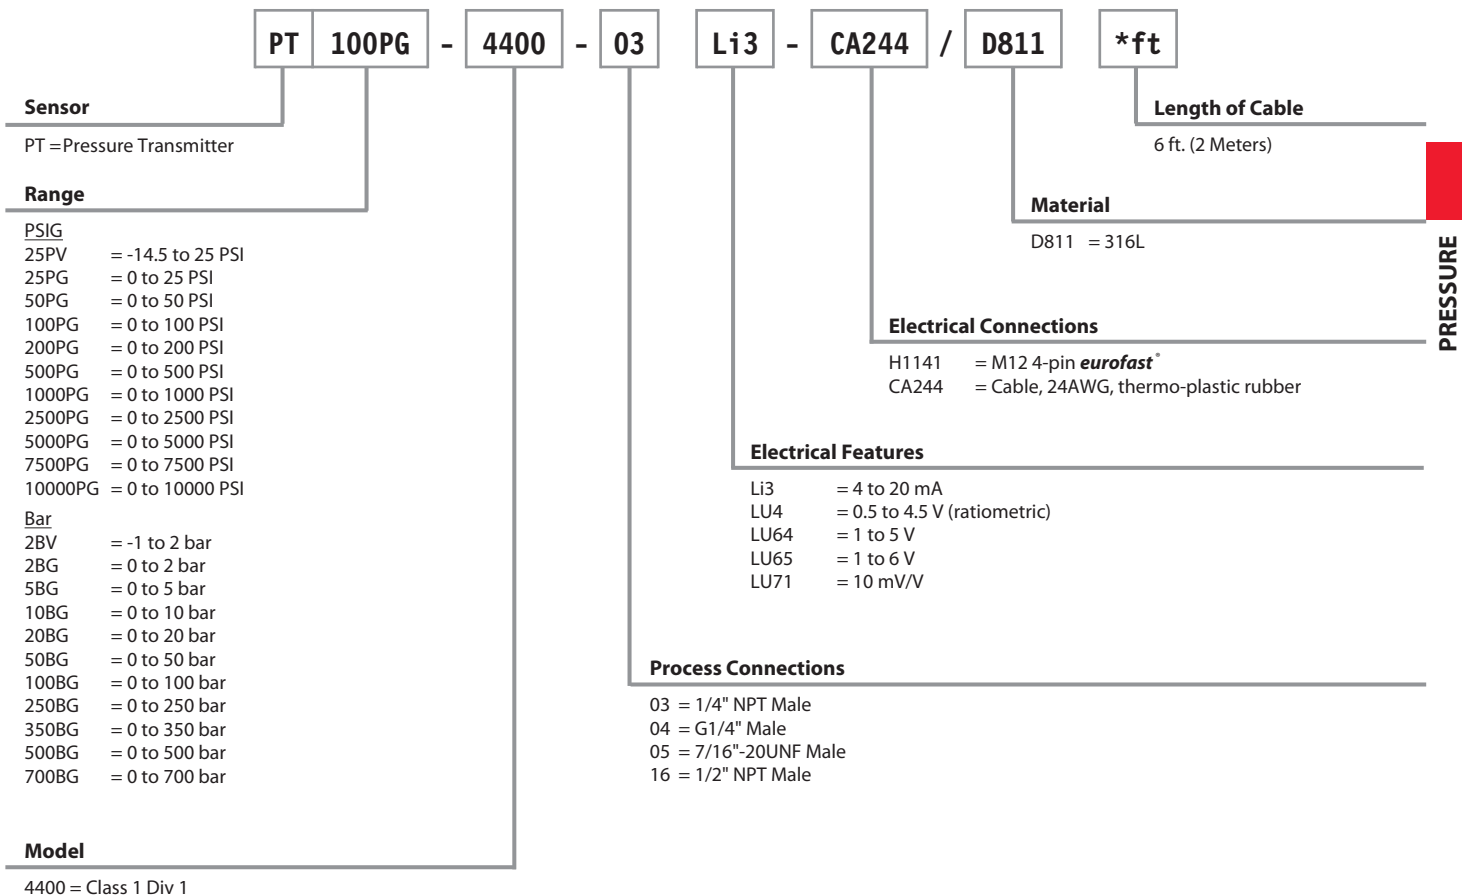 PT 100PG - 4400 - 03 Li3 - CA244 / D811 *ft
Sensor
PT =Pressure Transmitter
Range
PSIG
25PV = -14.5 to 25 PSI
25PG = 0 to 25 PSI
50PG = 0 to 50 PSI
100PG = 0 to 100 PSI
200PG = 0 to 200 PSI
500PG = 0 to 500 PSI
1000PG = 0 to 1000 PSI
2500PG = 0 to 2500 PSI
5000PG = 0 to 5000 PSI
7500PG = 0 to 7500 PSI
10000PG = 0 to 10000 PSI
Bar
2BV = -1 to 2 bar
2BG = 0 to 2 bar
5BG = 0 to 5 bar
10BG = 0 to 10 bar
20BG = 0 to 20 bar
50BG = 0 to 50 bar
100BG = 0 to 100 bar
250BG = 0 to 250 bar
350BG = 0 to 350 bar
500BG = 0 to 500 bar
700BG = 0 to 700 bar
Model
4400 = Class 1 Div 1
Length of Cable
6 ft. (2 Meters)
Material
D811 = 316L
Electrical Connections
H1141 = M12 4-pin eurofast®
CA244 = Cable, 24AWG, thermo-plastic rubber
Electrical Features
Li3 = 4 to 20 mA
LU4 = 0.5 to 4.5 V (ratiometric)
LU64 = 1 to 5 V
LU65 = 1 to 6 V
LU71 = 10 mV/V
Process Connections
03 = 1/4" NPT Male
04 = G1/4" Male
05 = 7/16"-20UNF Male
16 = 1/2" NPT Male
PRESSURE